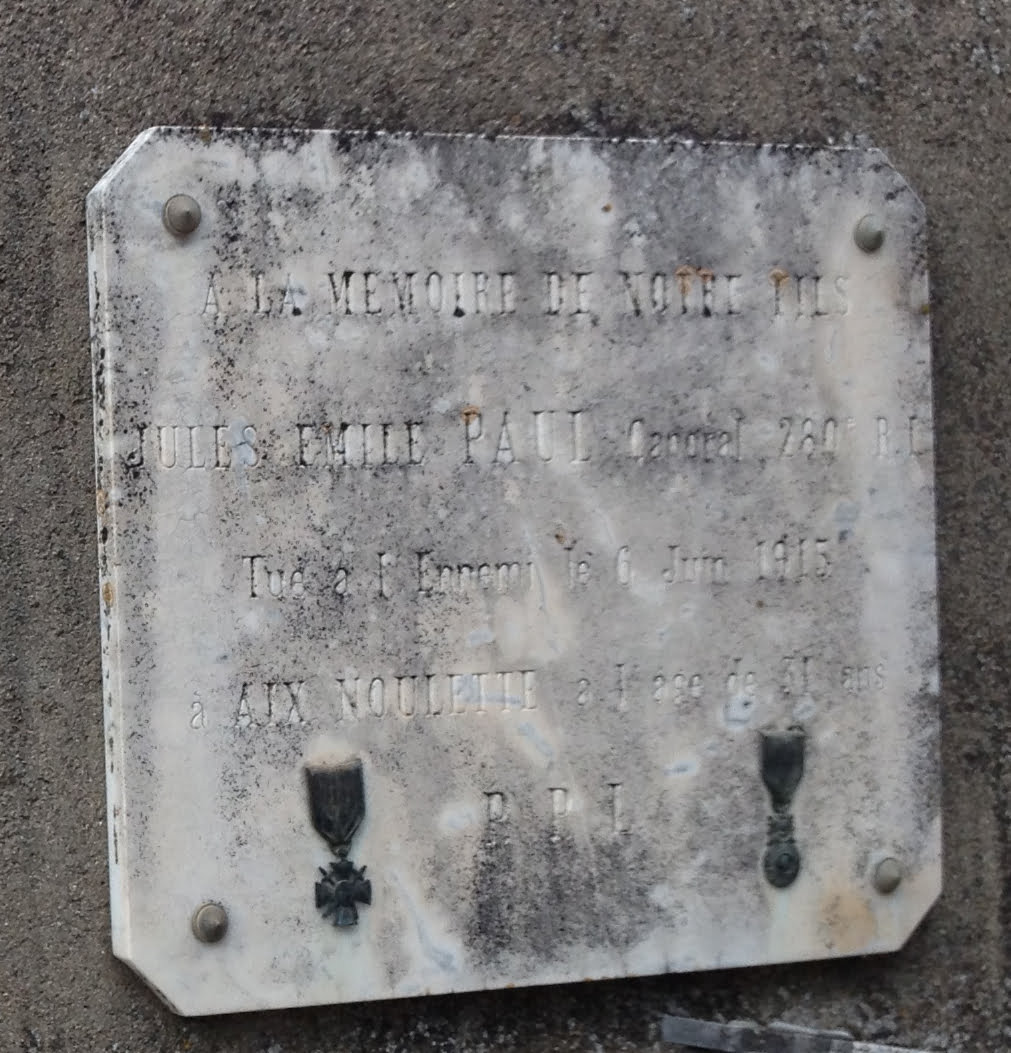 A LA MEMOIRE DE NOTRE FILS
JULES EMILE PAUL Caporal 280e R.I.
Tué à l'Ennemi le 6 Juin 1915
à AIX NOULETTE à l'age de 31 ans
P P L